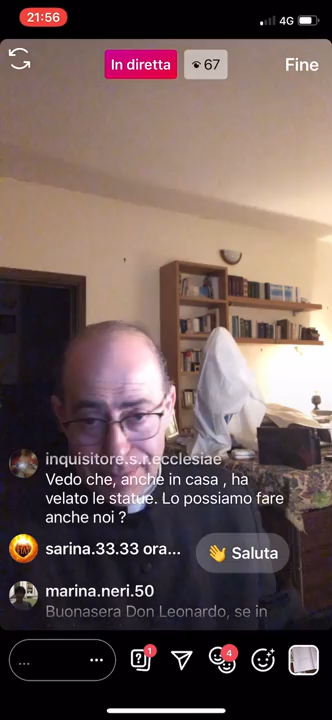 21:56
4G
In diretta
67
Fine
inquisitore.s.r.ecclesiae
Vedo che, anche in casa , ha
velato le statue. Lo possiamo fare
anche noi ?
sarina.33.33 ora...
👋 Saluta
marina.neri.50
Buonasera Don Leonardo, se in
...
1
4